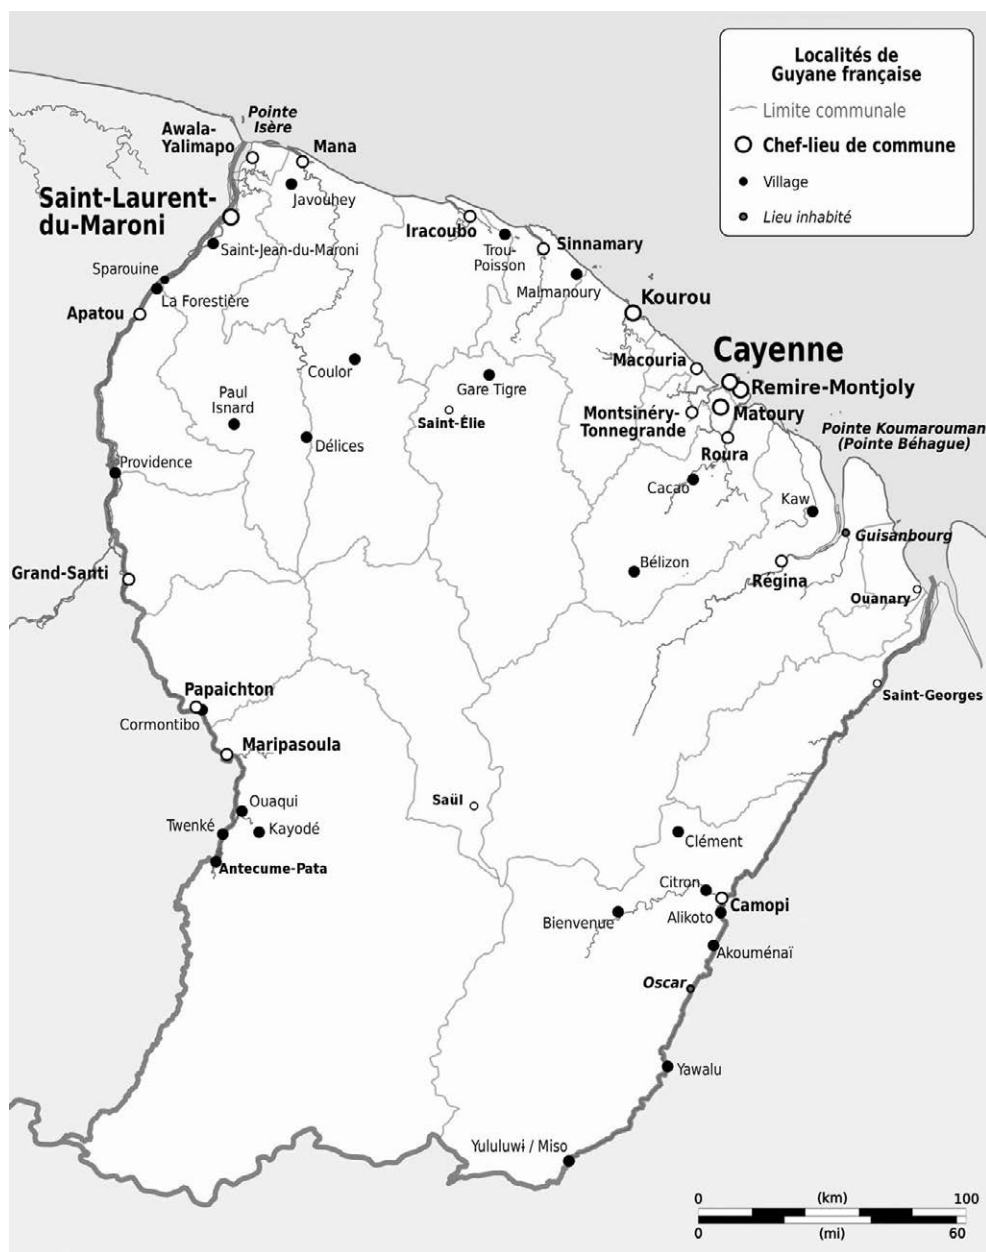 Localités de
Guyane française
Limite communale
Chef-lieu de commune
Village
Lieu inhabité
Pointe
Isère
Awala-
Yalimapo
Mana
Javouhey
Saint-Laurent-
du-Maroni
Saint-Jean-du-Maroni
Iracoubo
Trou-
Poisson
Sinnamary
Malmanoury
Sparouine
La Forestière
Apatou
Kourou
Cayenne
Macouria
Remire-Montjoly
Matoury
Montsinéry-
Tonnegrande
Roura
Coulor
Gare Tigre
Saint-Élie
Paul
Isnard
Délices
Pointe Koumarouman
(Pointe Béhague)
Providence
Cacao
Kaw
Guisanbourg
Bélizon
Régina
Grand-Santi
Ouanary
Papaichton
Cormontibo
Saint-Georges
Maripasoula
Saül
Ouaqui
Twenké
Kayodé
Antecume-Pata
Clément
Citron
Camopi
Bienvenue
Alikoto
Akouménaï
Oscar
Yawalu
Yululuwɨ / Miso
0 (km) 100
0 (mi) 60